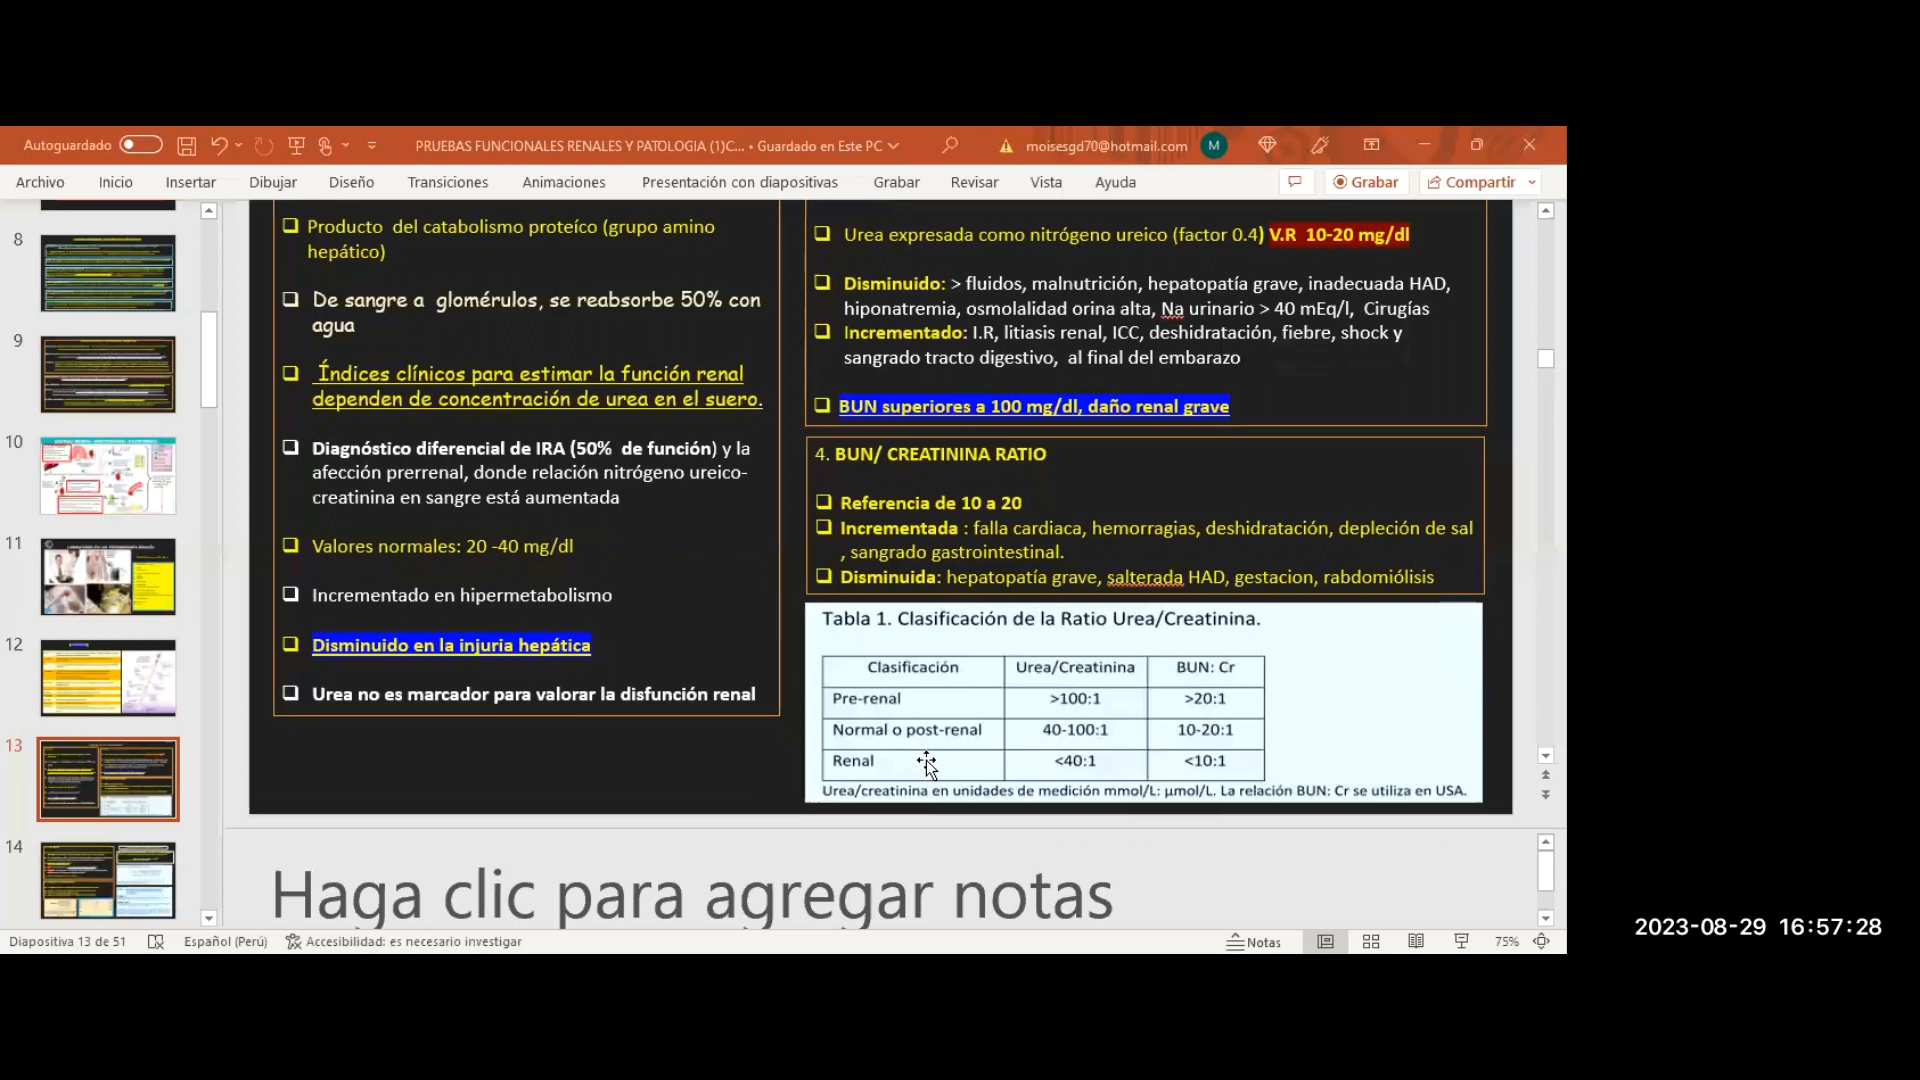 Autoguardado
PRUEBAS FUNCIONALES RENALES Y PATOLOGIA (1)C... • Guardado en Este PC
moisesgd70@hotmail.com
M
Archivo
Inicio
Insertar
Dibujar
Diseño
Transiciones
Animaciones
Presentación con diapositivas
Grabar
Revisar
Vista
Ayuda
Grabar
Compartir
8
9
10
11
12
13
14
Producto del catabolismo proteíco (grupo amino
hepático)
De sangre a glomérulos, se reabsorbe 50% con
agua
Índices clínicos para estimar la función renal
dependen de concentración de urea en el suero.
Diagnóstico diferencial de IRA (50% de función) y la
afección prerrenal, donde relación nitrógeno ureico-
creatinina en sangre está aumentada
Valores normales: 20 -40 mg/dl
Incrementado en hipermetabolismo
Disminuido en la injuria hepática
Urea no es marcador para valorar la disfunción renal
Urea expresada como nitrógeno ureico (factor 0.4) V.R 10-20 mg/dl
Disminuido: > fluidos, malnutrición, hepatopatía grave, inadecuada HAD,
hiponatremia, osmolalidad orina alta, Na urinario > 40 mEq/l, Cirugías
Incrementado: I.R, litiasis renal, ICC, deshidratación, fiebre, shock y
sangrado tracto digestivo, al final del embarazo
BUN superiores a 100 mg/dl, daño renal grave
4. BUN/ CREATININA RATIO
Referencia de 10 a 20
Incrementada : falla cardiaca, hemorragias, deshidratación, depleción de sal
, sangrado gastrointestinal.
Disminuida: hepatopatía grave, salterada HAD, gestacion, rabdomiólisis
Tabla 1. Clasificación de la Ratio Urea/Creatinina.
Clasificación Urea/Creatinina BUN: Cr
Pre-renal >100:1 >20:1
Normal o post-renal 40-100:1 10-20:1
Renal <40:1 <10:1
Urea/creatinina en unidades de medición mmol/L: µmol/L. La relación BUN: Cr se utiliza en USA.
Haga clic para agregar notas
Diapositiva 13 de 51
Español (Perú)
Accesibilidad: es necesario investigar
Notas
75%
2023-08-29 16:57:28